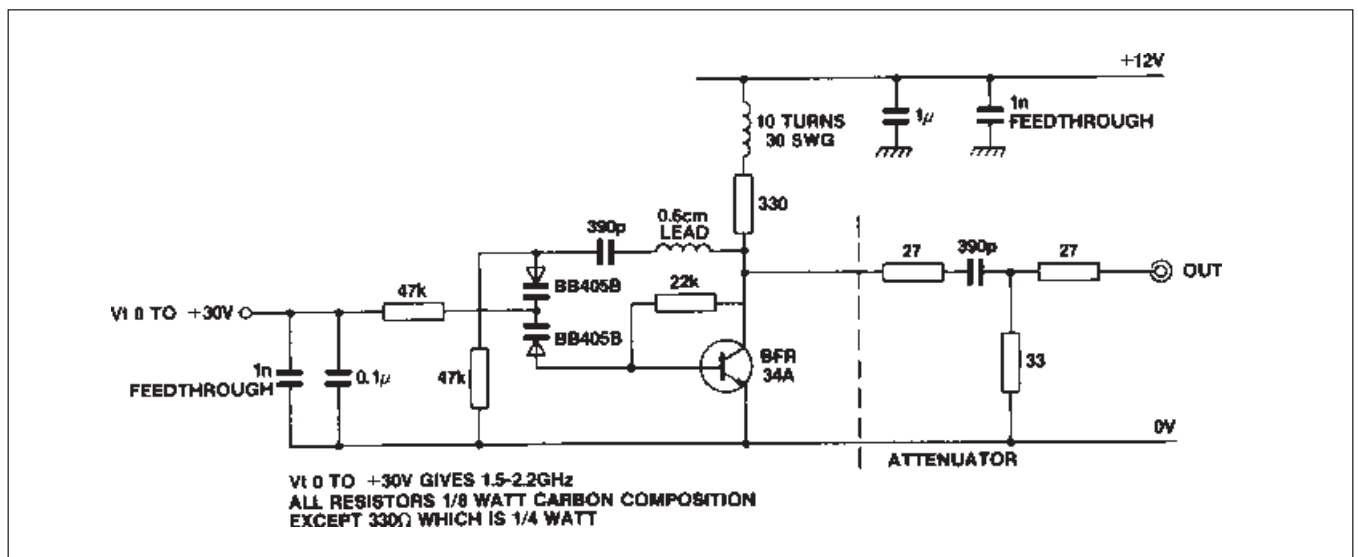 +12V
10 TURNS
30 SWG
1µ
1n
FEEDTHROUGH
330
0.6cm
LEAD
390p
27
390p
27
OUT
BB405B
22k
47k
Vt 0 TO +30V
BB405B
BFR
34A
33
1n
FEEDTHROUGH
0.1µ
47k
0V
ATTENUATOR
Vt 0 TO +30V GIVES 1.5-2.2GHz
ALL RESISTORS 1/8 WATT CARBON COMPOSITION
EXCEPT 330Ω WHICH IS 1/4 WATT